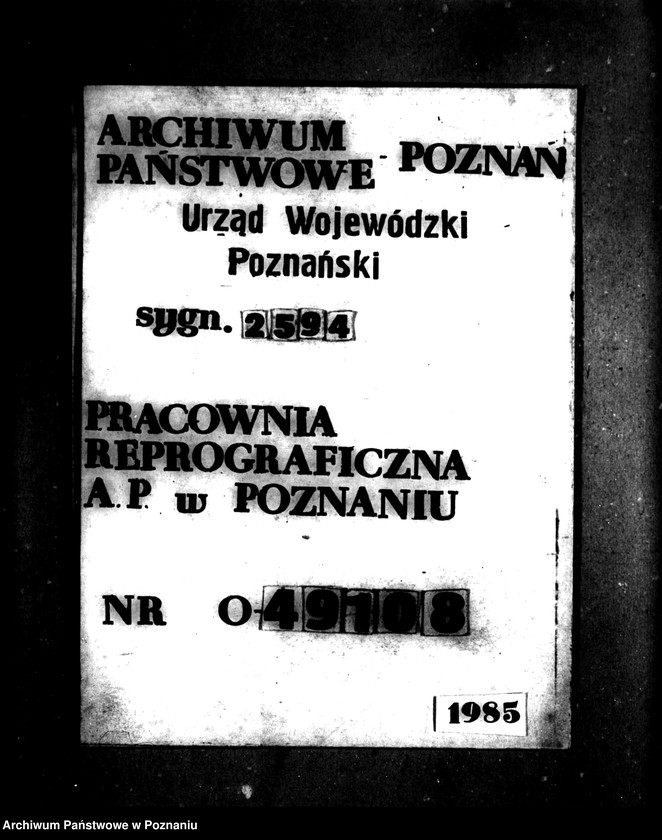 ARCHIWUM
PAŃSTWOWE - POZNAŃ
Urząd Wojewódzki
Poznański
sygn. 2594
PRACOWNIA
REPROGRAFICZNA
A.P. w POZNANIU
NR O-49108
1985
Archiwum Państwowe w Poznaniu